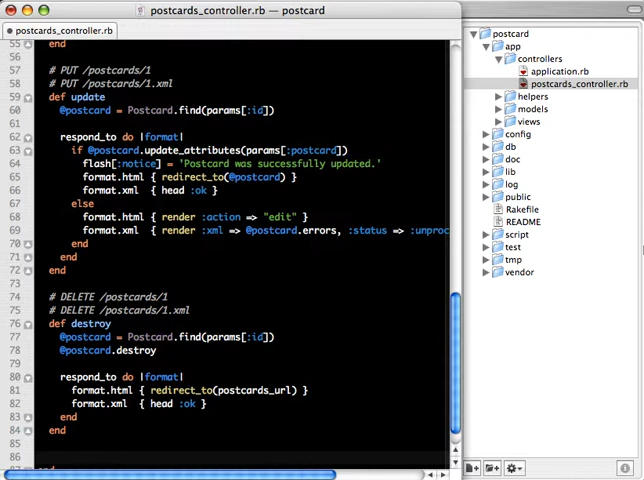 postcards_controller.rb — postcard
postcards_controller.rb
55 end
56
57 # PUT /postcards/1
58 # PUT /postcards/1.xml
59 def update
60 @postcard = Postcard.find(params[:id])
61
62 respond_to do |format|
63 if @postcard.update_attributes(params[:postcard])
64 flash[:notice] = 'Postcard was successfully updated.'
65 format.html { redirect_to(@postcard) }
66 format.xml  { head :ok }
67 else
68 format.html { render :action => "edit" }
69 format.xml  { render :xml => @postcard.errors, :status => :unproc
70 end
71 end
72 end
73
74 # DELETE /postcards/1
75 # DELETE /postcards/1.xml
76 def destroy
77 @postcard = Postcard.find(params[:id])
78 @postcard.destroy
79
80 respond_to do |format|
81 format.html { redirect_to(postcards_url) }
82 format.xml  { head :ok }
83 end
84 end
85
86
postcard
app
controllers
application.rb
postcards_controller.rb
helpers
models
views
config
db
doc
lib
log
public
Rakefile
README
script
test
tmp
vendor